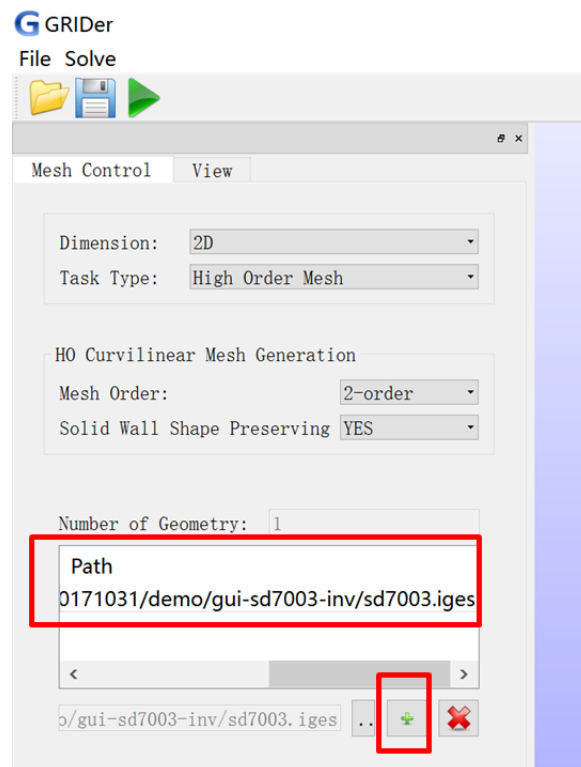 GRIDer
File Solve
Mesh Control View
Dimension: 2D
Task Type: High Order Mesh
HO Curvilinear Mesh Generation
Mesh Order: 2-order
Solid Wall Shape Preserving YES
Number of Geometry: 1
Path
0171031/demo/gui-sd7003-inv/sd7003.iges
o/gui-sd7003-inv/sd7003.iges ..